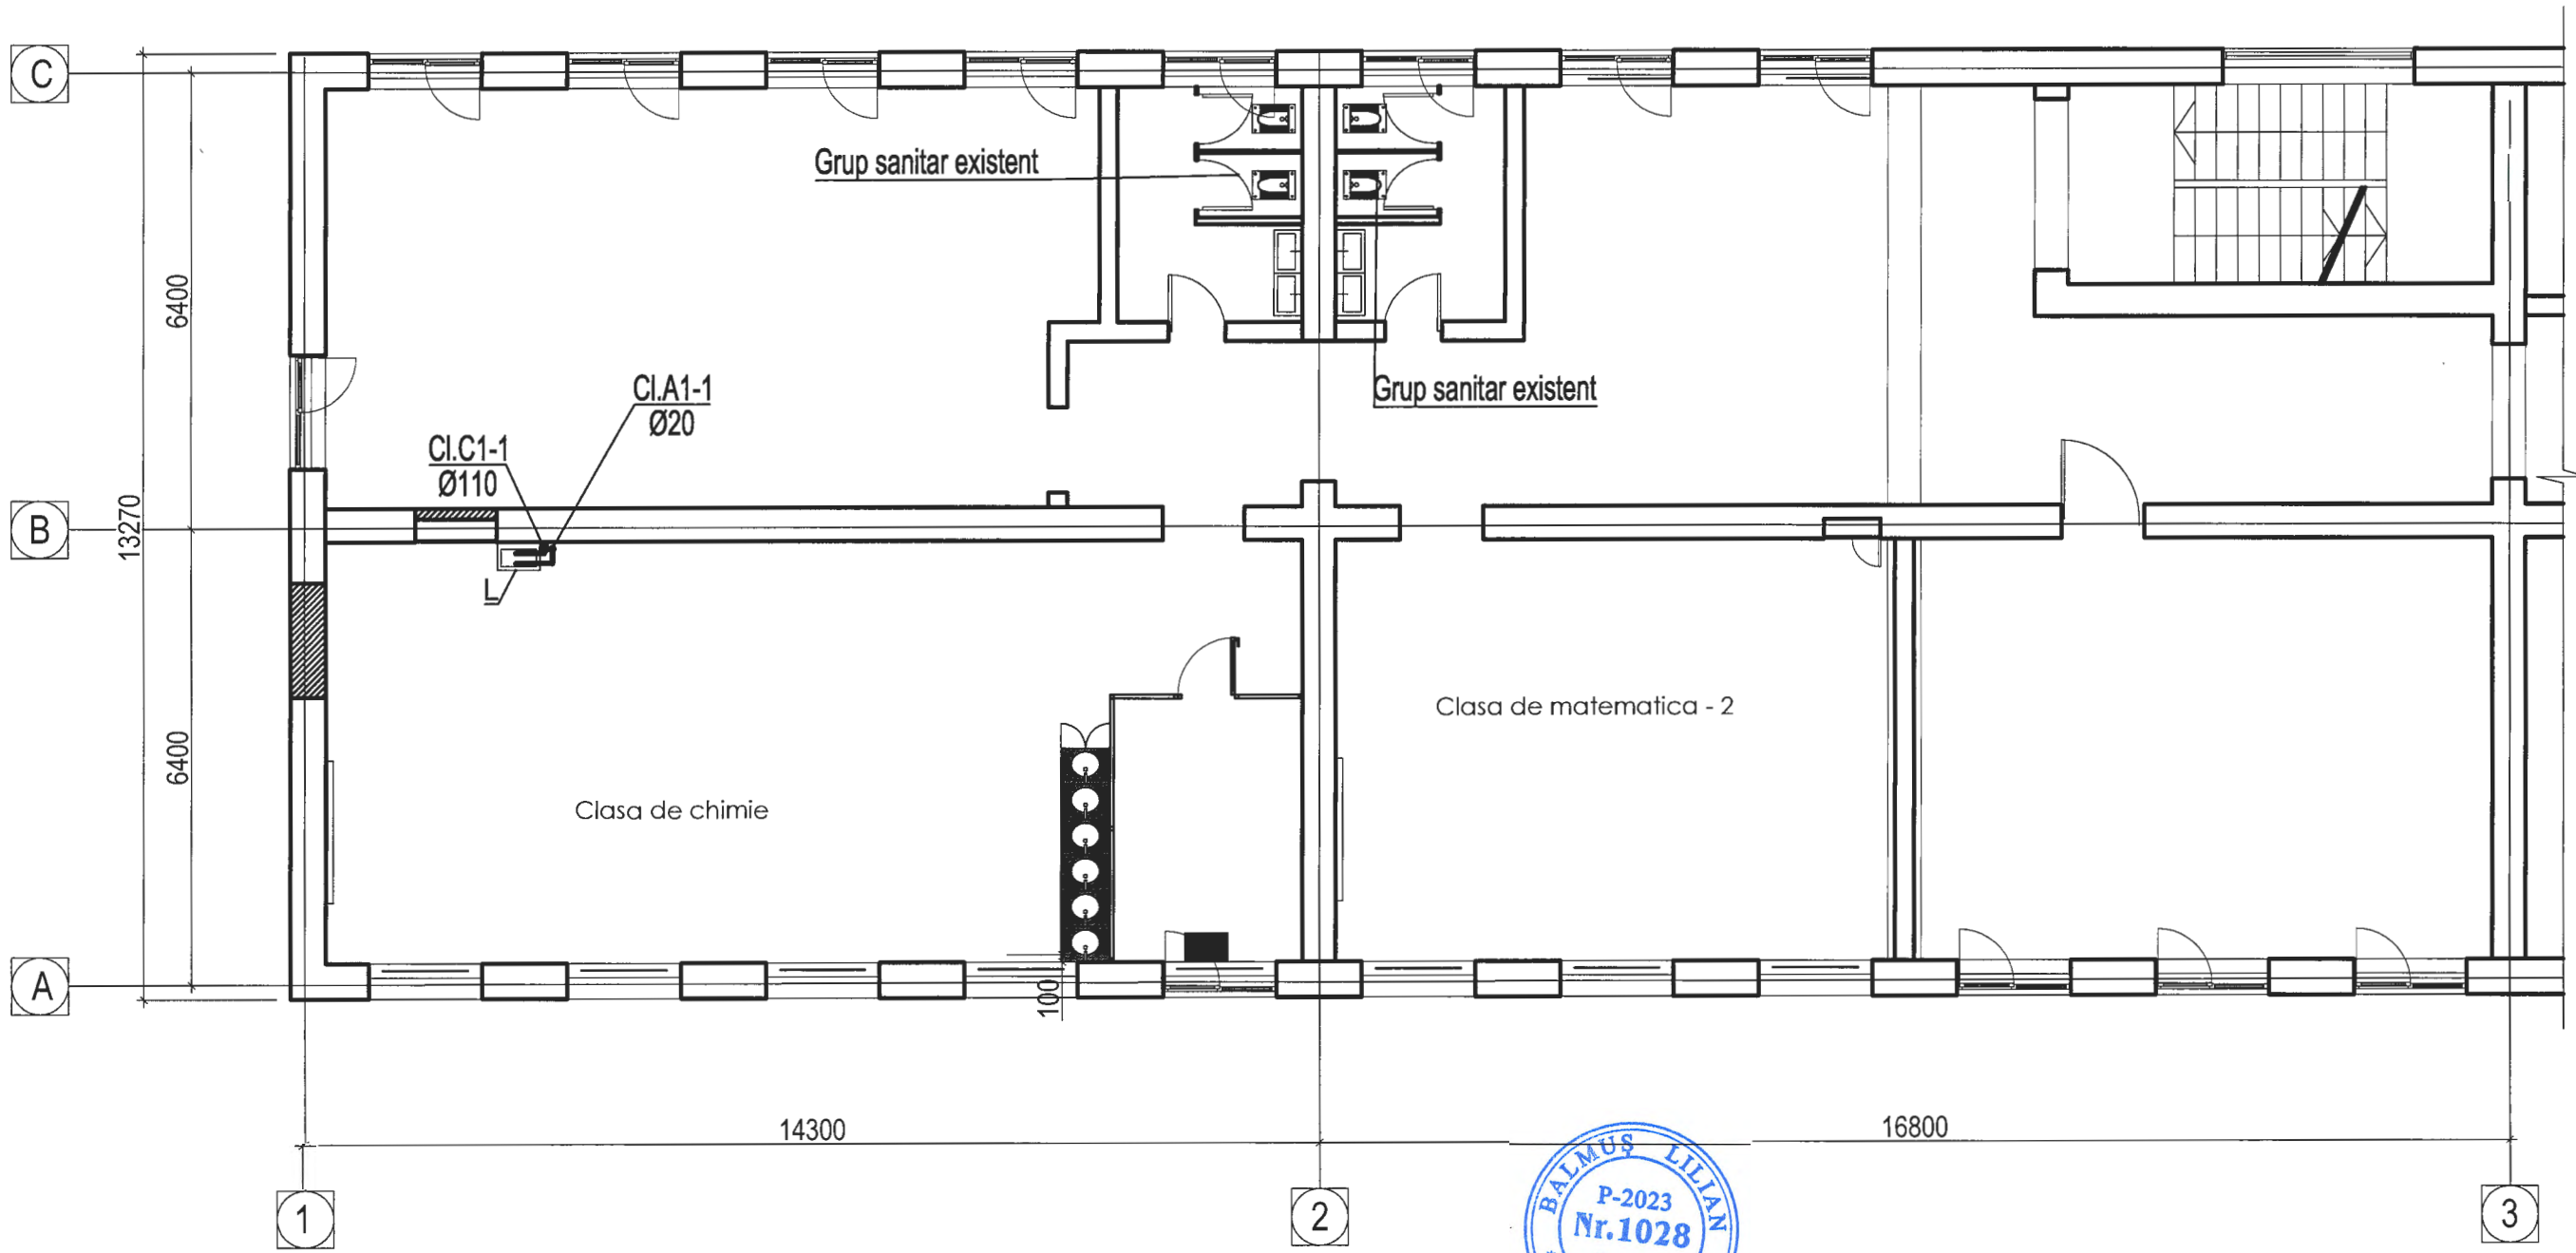 C
Grup sanitar existent
6400
Cl.A1-1
Ø20
Grup sanitar existent
Cl.C1-1
Ø110
B
13270
L
Clasa de matematica - 2
6400
Clasa de chimie
A
100
14300
16800
BALMUȘ LILIAN
P-2023
Nr.1028
1
2
3